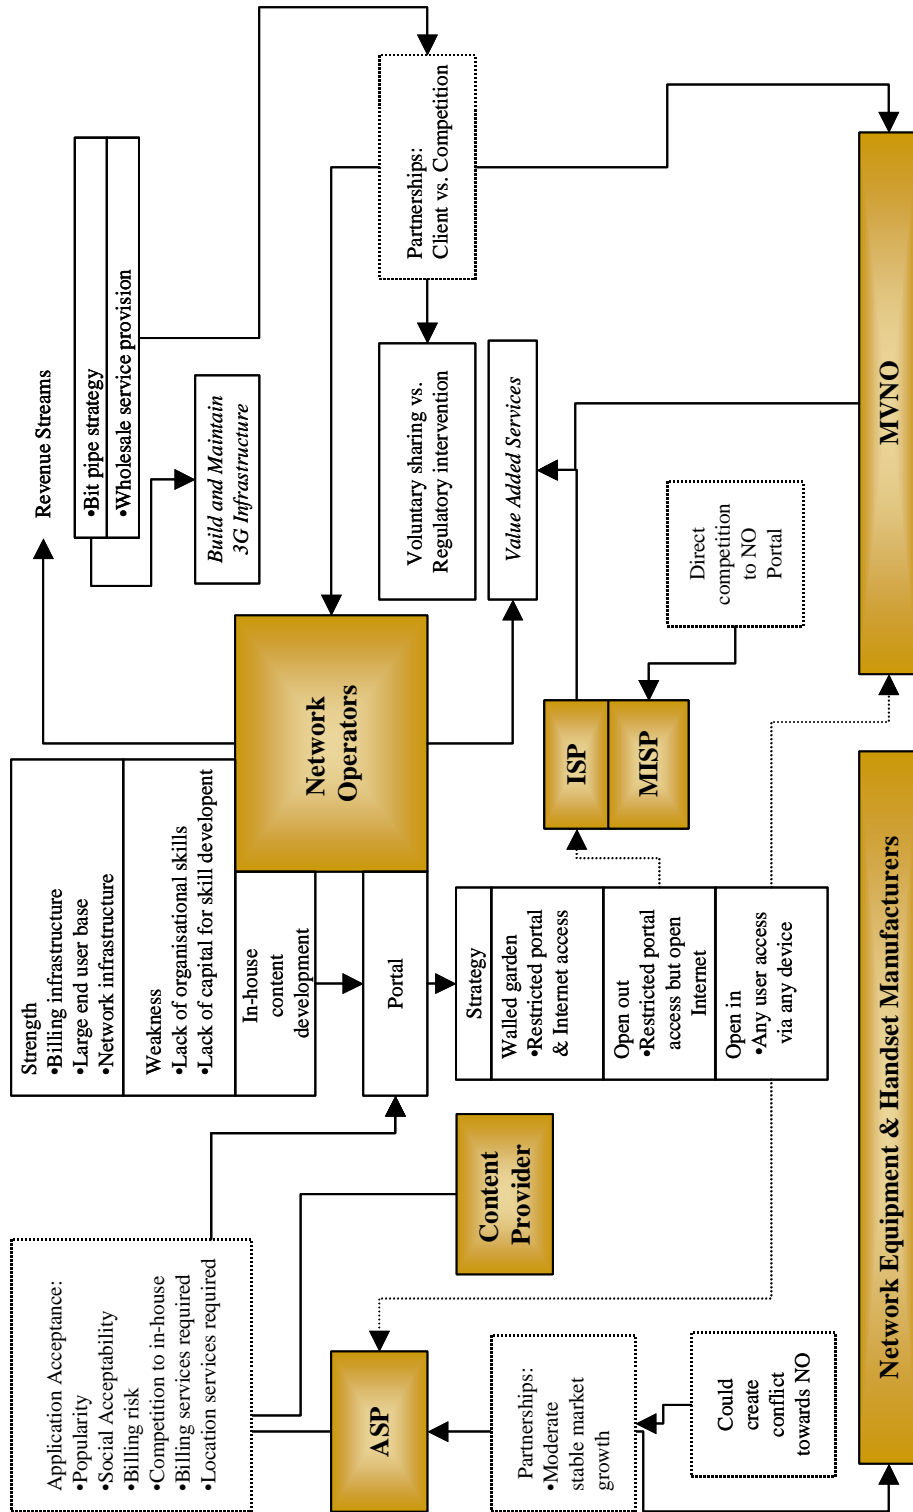 Application Acceptance:
•Popularity
•Social Acceptability
•Billing risk
•Competition to in-house
•Billing services required
•Location services required
Strength
•Billing infrastructure
•Large end user base
•Network infrastructure
Weakness
•Lack of organisational skills
•Lack of capital for skill developent
In-house
content
development
Revenue Streams
•Bit pipe strategy
•Wholesale service provision
Build and Maintain
3G Infrastructure
Network
Operators
Portal
Partnerships:
Client vs. Competition
Voluntary sharing vs.
Regulatory intervention
Value Added Services
ASP
Content
Provider
Strategy
Walled garden
•Restricted portal
& Internet access
Open out
•Restricted portal
access but open
Internet
Open in
•Any user access
via any device
ISP
MISP
Direct
competition
to NO
Portal
Partnerships:
•Moderate
stable market
growth
Could
create
conflict
towards NO
Network Equipment & Handset Manufacturers
MVNO